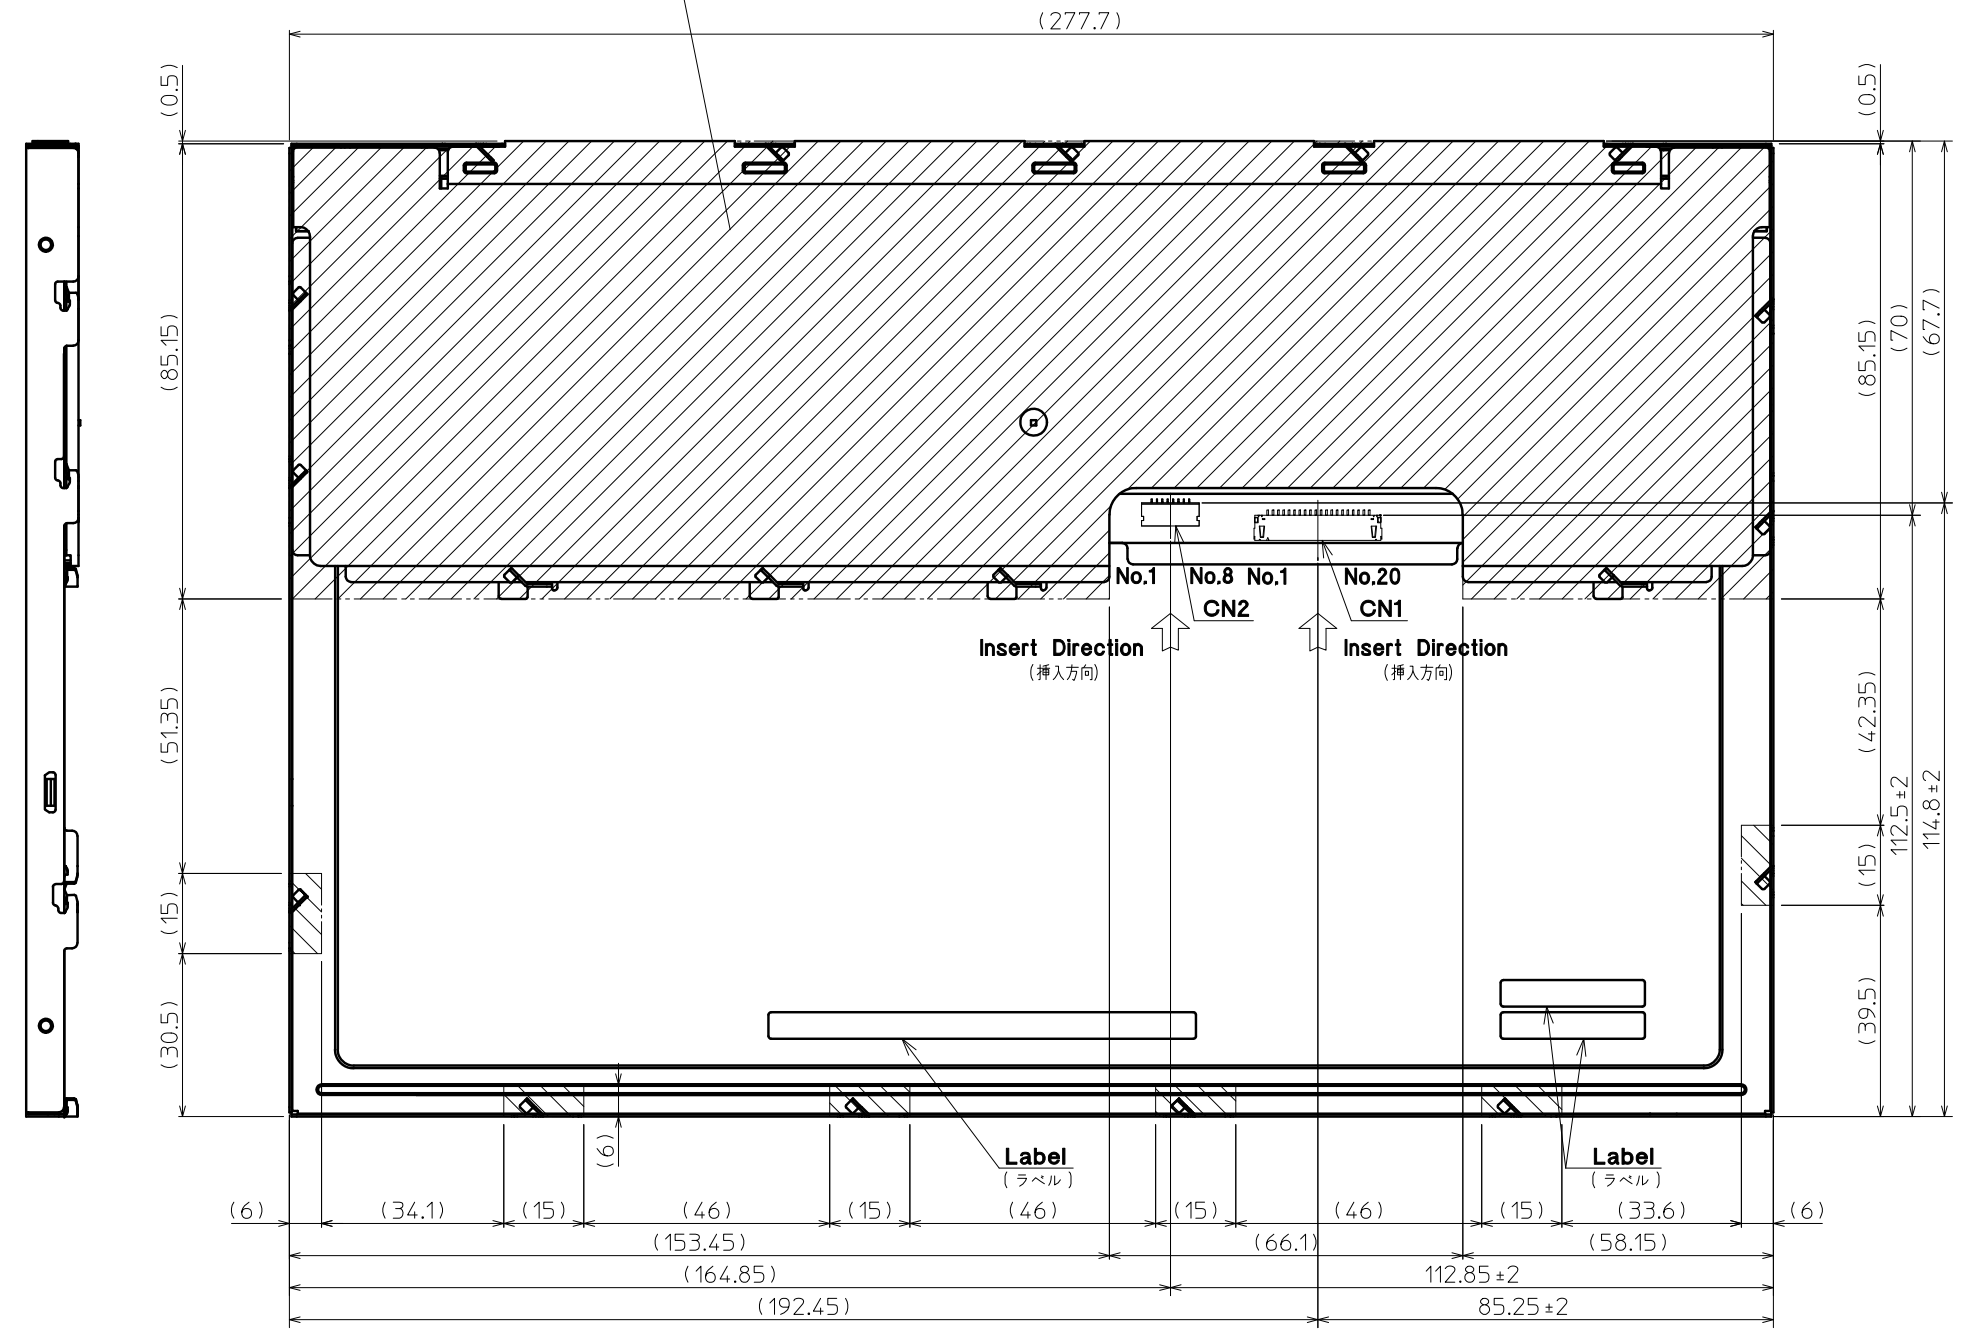 (277.7)
(0.5)
(0.5)
(85.15)
(85.15)
(70)
(67.7)
No.1
No.8
No.1
No.20
CN2
CN1
Insert Direction
(挿入方向)
Insert Direction
(挿入方向)
(51.35)
(42.35)
112.5±2
114.8±2
(15)
(15)
(30.5)
(39.5)
(6)
Label
(ラベル)
Label
(ラベル)
(6)
(34.1)
(15)
(46)
(15)
(46)
(15)
(46)
(15)
(33.6)
(6)
(153.45)
(66.1)
(58.15)
(164.85)
112.85±2
(192.45)
85.25±2